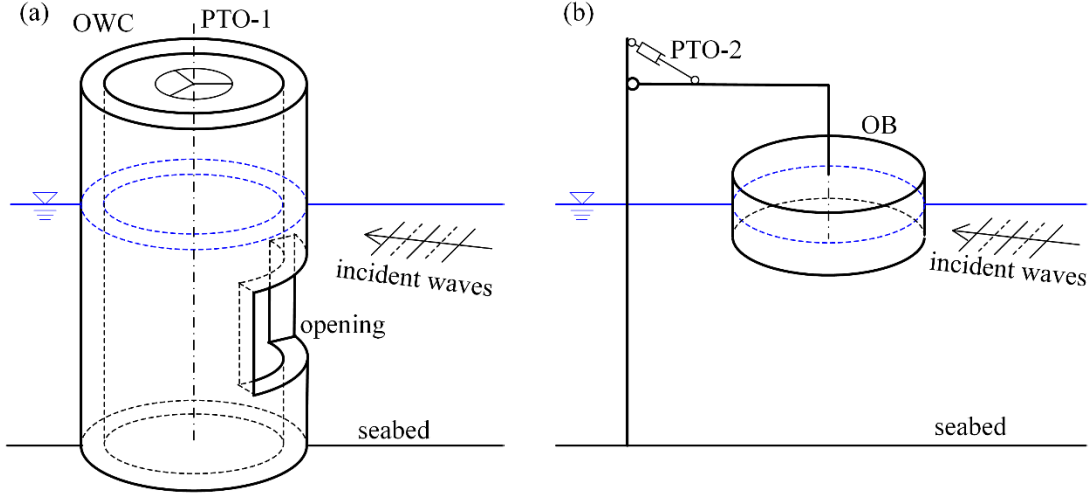 (a)
OWC
PTO-1
incident waves
opening
seabed
(b)
PTO-2
OB
incident waves
seabed